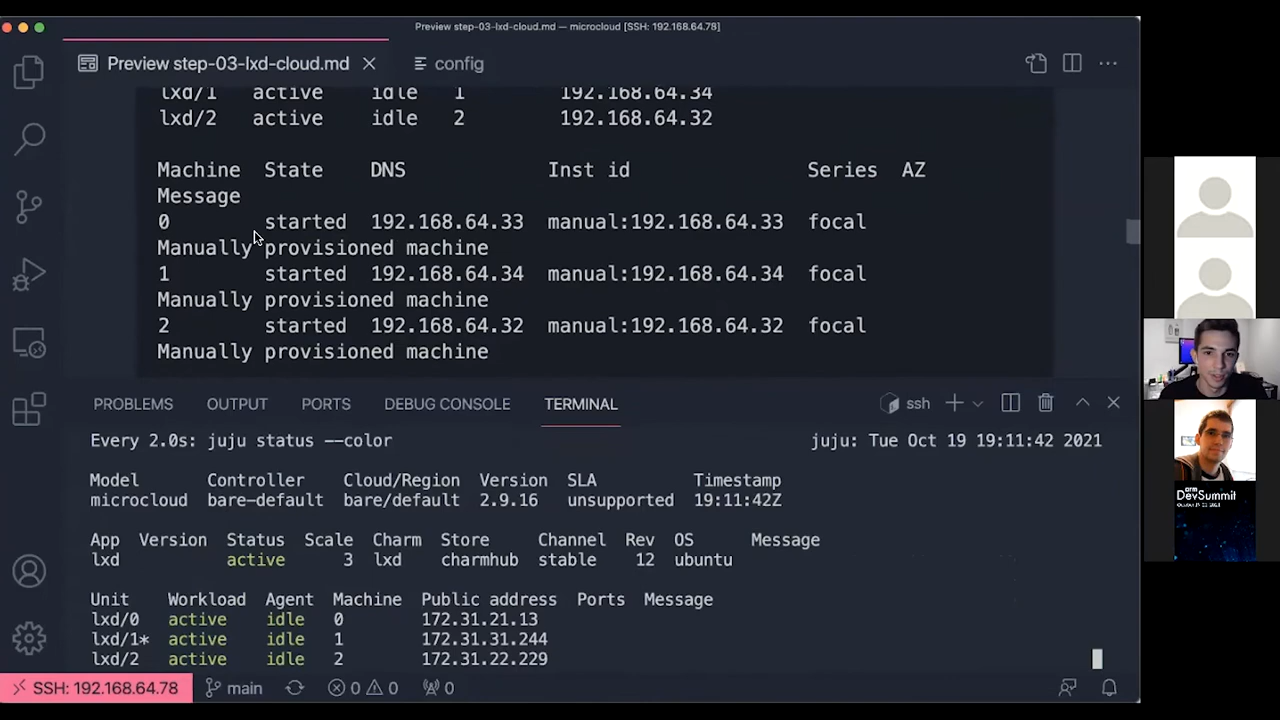 Preview step-03-lxd-cloud.md — microcloud [SSH: 192.168.64.78]
Preview step-03-lxd-cloud.md config
lxd/1 active idle 1 192.168.64.34
lxd/2 active idle 2 192.168.64.32
Machine State DNS Inst id Series AZ
Message
0 started 192.168.64.33 manual:192.168.64.33 focal
Manually provisioned machine
1 started 192.168.64.34 manual:192.168.64.34 focal
Manually provisioned machine
2 started 192.168.64.32 manual:192.168.64.32 focal
Manually provisioned machine
PROBLEMS OUTPUT PORTS DEBUG CONSOLE TERMINAL ssh
Every 2.0s: juju status --color juju: Tue Oct 19 19:11:42 2021
Model Controller Cloud/Region Version SLA Timestamp
microcloud bare-default bare/default 2.9.16 unsupported 19:11:42Z
App Version Status Scale Charm Store Channel Rev OS Message
lxd active 3 lxd charmhub stable 12 ubuntu
Unit Workload Agent Machine Public address Ports Message
lxd/0 active idle 0 172.31.21.13
lxd/1* active idle 1 172.31.31.244
lxd/2 active idle 2 172.31.22.229
SSH: 192.168.64.78 main 0 0 0
arm
DevSummit